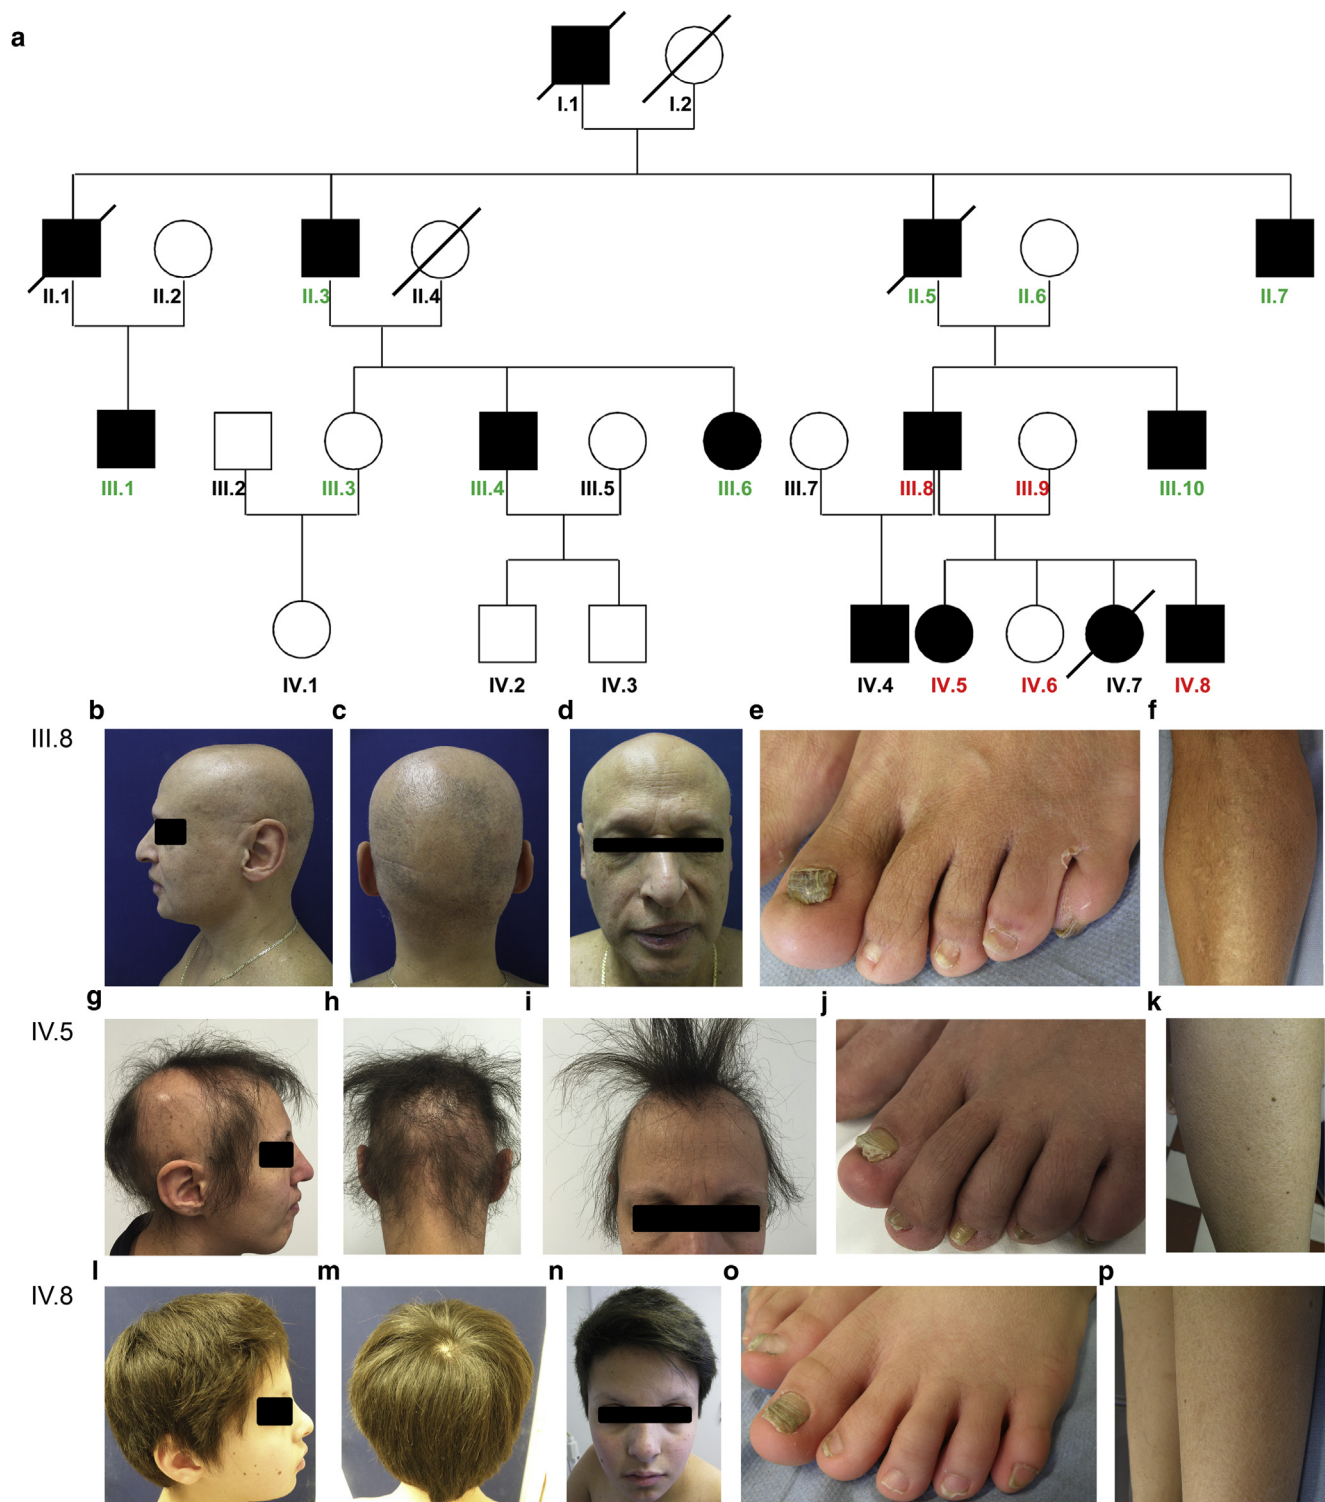 a
I.1 I.2
II.1 II.2 II.3 II.4 II.5 II.6 II.7
III.1 III.2 III.3 III.4 III.5 III.6 III.7 III.8 III.9 III.10
IV.1 IV.2 IV.3 IV.4 IV.5 IV.6 IV.7 IV.8
b c d e f
III.8
g h i j k
IV.5
l m n o p
IV.8